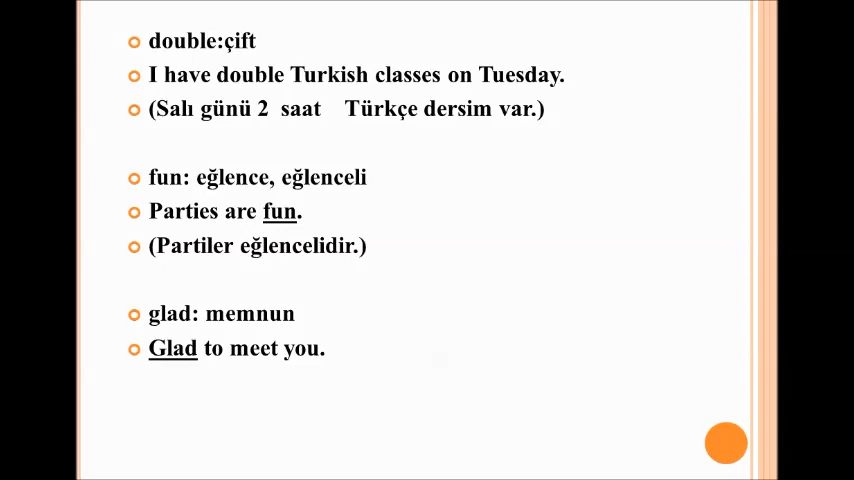 double:çift
I have double Turkish classes on Tuesday.
(Salı günü 2 saat Türkçe dersim var.)
fun: eğlence, eğlenceli
Parties are fun.
(Partiler eğlencelidir.)
glad: memnun
Glad to meet you.